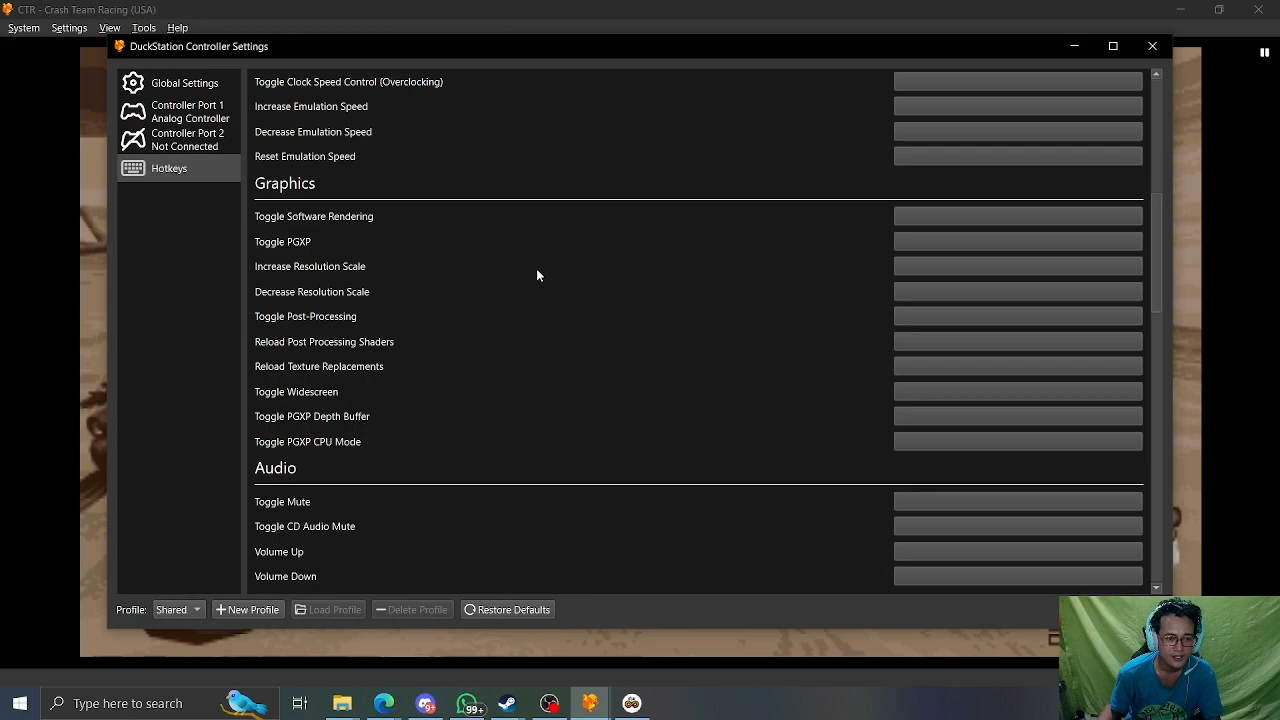 CTR - Crash Team Racing (USA)
System Settings View Tools Help
DuckStation Controller Settings
Global Settings
Controller Port 1
Analog Controller
Controller Port 2
Not Connected
Hotkeys
Toggle Clock Speed Control (Overclocking)
Increase Emulation Speed
Decrease Emulation Speed
Reset Emulation Speed
Graphics
Toggle Software Rendering
Toggle PGXP
Increase Resolution Scale
Decrease Resolution Scale
Toggle Post-Processing
Reload Post Processing Shaders
Reload Texture Replacements
Toggle Widescreen
Toggle PGXP Depth Buffer
Toggle PGXP CPU Mode
Audio
Toggle Mute
Toggle CD Audio Mute
Volume Up
Volume Down
Profile: Shared New Profile Load Profile Delete Profile Restore Defaults
Type here to search
9+
99+